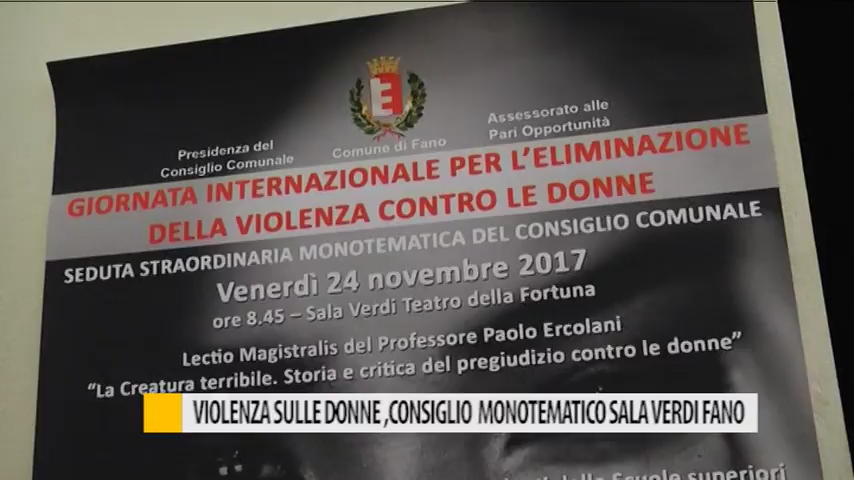 Presidenza del
Consiglio Comunale
Comune di Fano
Assessorato alle
Pari Opportunità
GIORNATA INTERNAZIONALE PER L'ELIMINAZIONE
DELLA VIOLENZA CONTRO LE DONNE
SEDUTA STRAORDINARIA MONOTEMATICA DEL CONSIGLIO COMUNALE
Venerdì 24 novembre 2017
ore 8.45 – Sala Verdi Teatro della Fortuna
Lectio Magistralis del Professore Paolo Ercolani
“La Creatura terribile. Storia e critica del pregiudizio contro le donne”
VIOLENZA SULLE DONNE ,CONSIGLIO MONOTEMATICO SALA VERDI FANO
delle Scuole superiori